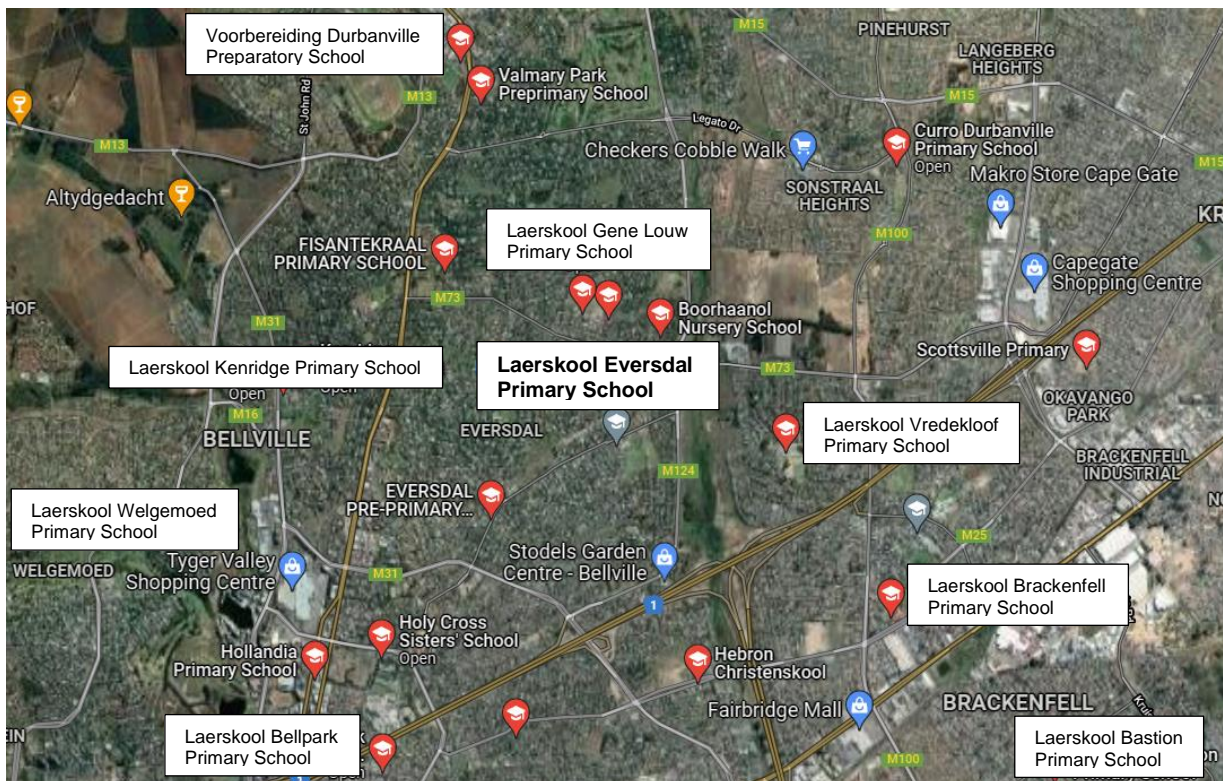 Voorbereiding Durbanville
Preparatory School
M15
PINEHURST
LANGEBERG
HEIGHTS
Valmary Park
Preprimary School
M13
M15
St John Rd
Legato Dr
M13
Checkers Cobble Walk
Curro Durbanville
Primary School
Open
M15
Altydgedacht
SONSTRAAL
HEIGHTS
Makro Store Cape Gate
KR
FISANTEKRAAL
PRIMARY SCHOOL
Laerskool Gene Louw
Primary School
M100
Capegate
Shopping Centre
HOF
M73
Boorhaanol
Nursery School
M31
Scottsville Primary
Laerskool Kenridge Primary School
Open
Open
Laerskool Eversdal
Primary School
M73
OKAVANGO
PARK
M16
BELLVILLE
EVERSDAL
Laerskool Vredekloof
Primary School
BRACKENFELL
INDUSTRIAL
M124
EVERSDAL
PRE-PRIMARY...
Laerskool Welgemoed
Primary School
M25
WELGEMOED
Tyger Valley
Shopping Centre
M31
Stodels Garden
Centre - Bellville
1
Laerskool Brackenfell
Primary School
Holy Cross
Sisters' School
Open
Hollandia
Primary School
Hebron
Christenskool
Fairbridge Mall
BRACKENFELL
EIN
Laerskool Bellpark
Primary School
Open
1
M100
Laerskool Bastion
Primary School